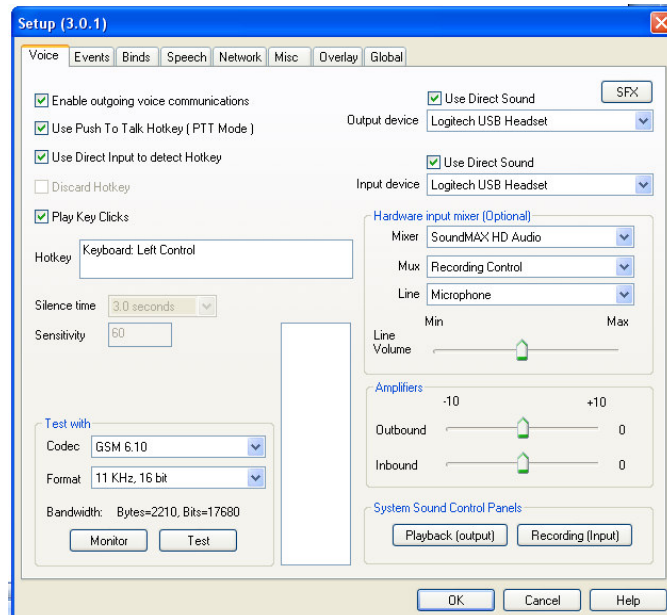 Setup (3.0.1)
Voice Events Binds Speech Network Misc Overlay Global
Enable outgoing voice communications
Use Push To Talk Hotkey ( PTT Mode )
Use Direct Input to detect Hotkey
Discard Hotkey
Play Key Clicks
Hotkey Keyboard: Left Control
Silence time 3.0 seconds
Sensitivity 60
Test with
Codec GSM 6.10
Format 11 KHz, 16 bit
Bandwidth: Bytes=2210, Bits=17680
Monitor Test
Use Direct Sound SFX
Output device Logitech USB Headset
Use Direct Sound
Input device Logitech USB Headset
Hardware input mixer (Optional)
Mixer SoundMAX HD Audio
Mux Recording Control
Line Microphone
Min Max
Line
Volume
Amplifiers
-10 +10
Outbound 0
Inbound 0
System Sound Control Panels
Playback (output) Recording (Input)
OK Cancel Help